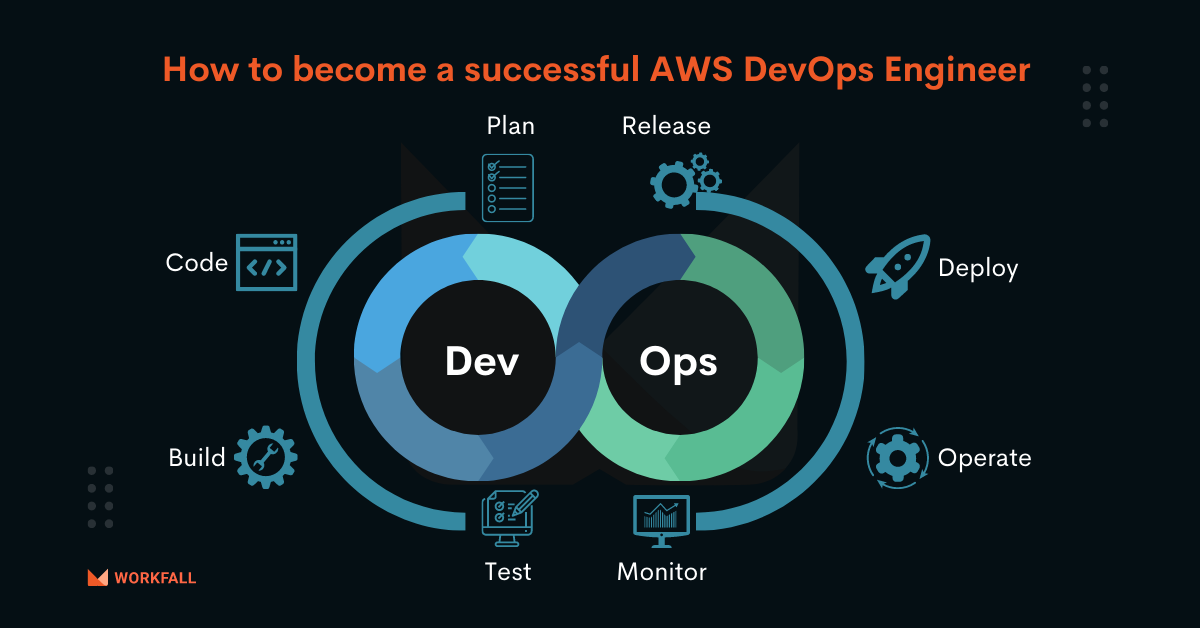 How to become a successful AWS DevOps Engineer
Plan
Release
Code
Deploy
Dev
Ops
Build
Operate
Test
Monitor
WORKFALL